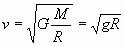 v = √(G M/R) = √(gR)